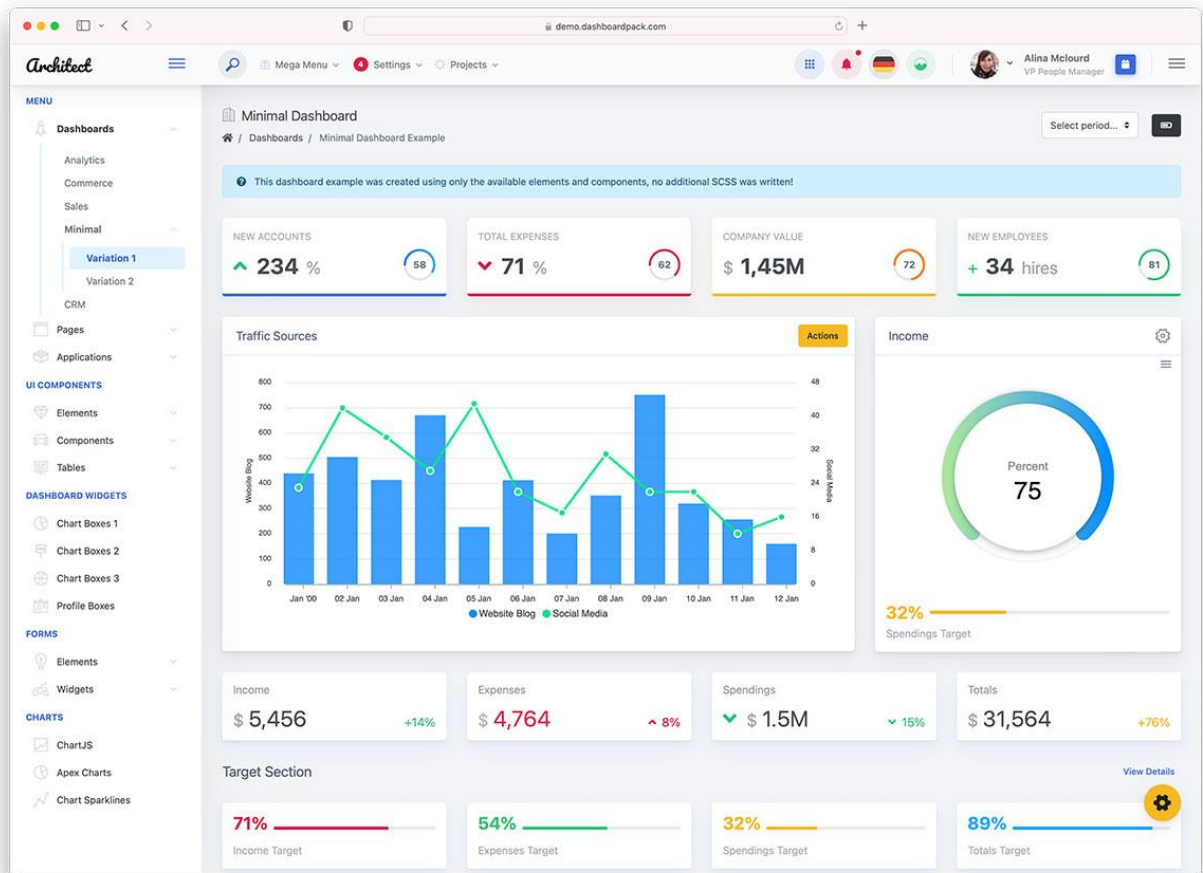 demo.dashboardpack.com
Architect
Mega Menu
4
Settings
Projects
Alina Mclourd
VP People Manager
MENU
Dashboards
Analytics
Commerce
Sales
Minimal
Variation 1
Variation 2
CRM
Pages
Applications
UI COMPONENTS
Elements
Components
Tables
DASHBOARD WIDGETS
Chart Boxes 1
Chart Boxes 2
Chart Boxes 3
Profile Boxes
FORMS
Elements
Widgets
CHARTS
ChartJS
Apex Charts
Chart Sparklines
Minimal Dashboard
/ Dashboards / Minimal Dashboard Example
Select period...
This dashboard example was created using only the available elements and components, no additional SCSS was written!
NEW ACCOUNTS
234 %
58
TOTAL EXPENSES
71 %
62
COMPANY VALUE
$ 1,45M
72
NEW EMPLOYEES
+ 34 hires
81
Traffic Sources
Actions
Website Blog
800
700
600
500
400
300
200
100
0
48
40
32
24
16
8
0
Social Media
Jan '00 02 Jan 03 Jan 04 Jan 05 Jan 06 Jan 07 Jan 08 Jan 09 Jan 10 Jan 11 Jan 12 Jan
Website Blog Social Media
Income
Percent
75
32%
Spendings Target
Income
$ 5,456 +14%
Expenses
$ 4,764 8%
Spendings
$ 1.5M 15%
Totals
$ 31,564 +76%
Target Section
View Details
71%
Income Target
54%
Expenses Target
32%
Spendings Target
89%
Totals Target